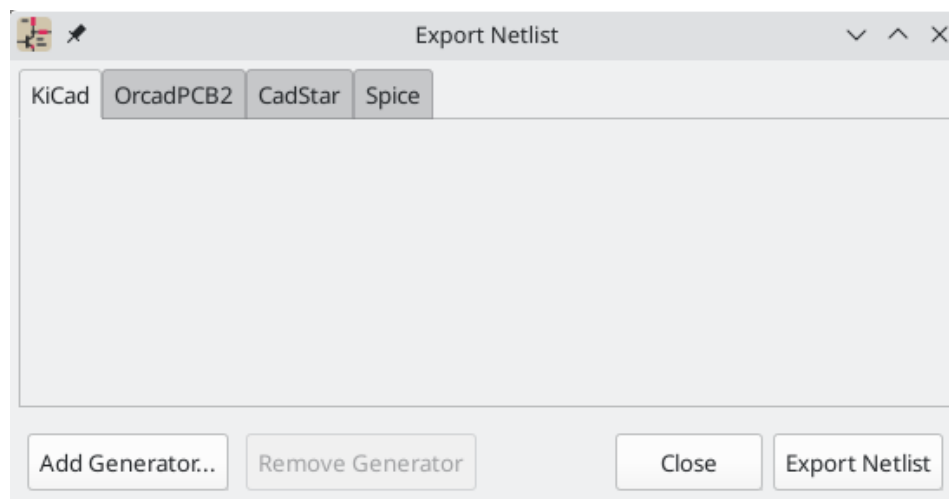 Export Netlist
KiCad OrcadPCB2 CadStar Spice
Add Generator... Remove Generator Close Export Netlist